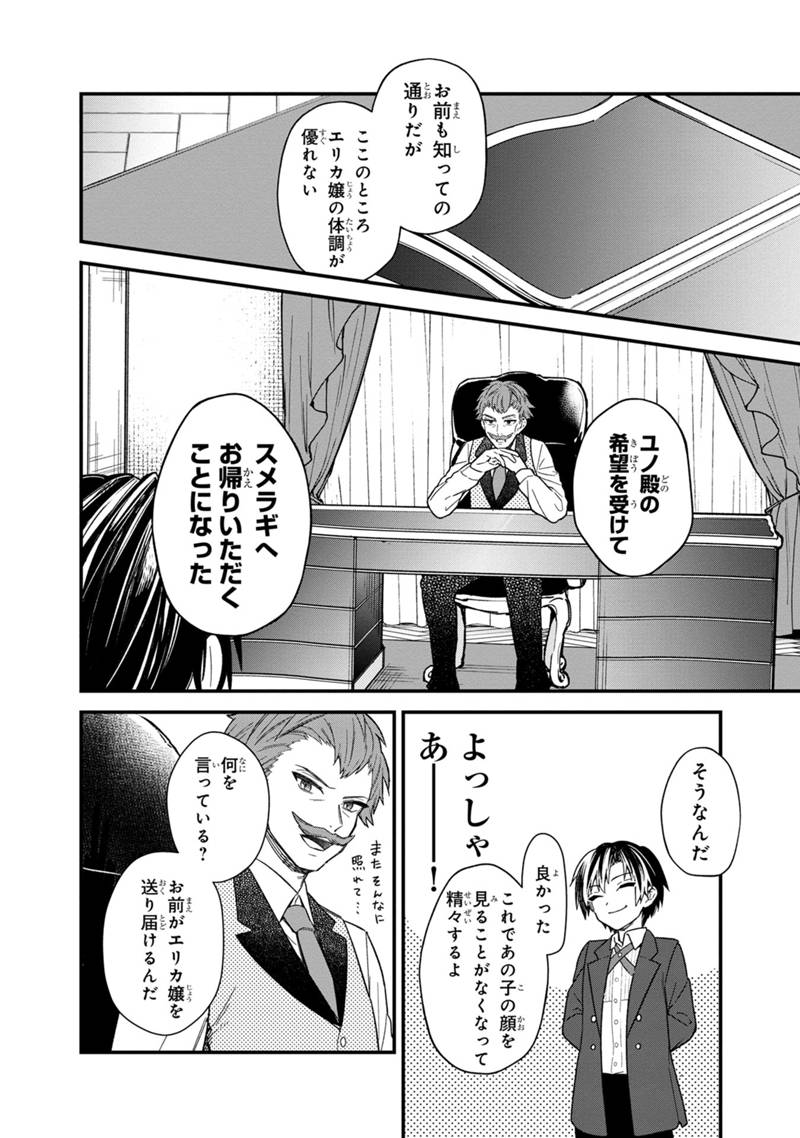 お前も知っての
通りだが
ここのところ
エリカ嬢の体調が
優れない
ユノ殿の
希望を受けて
スメラギへ
お帰りいただく
ことになった
そうなんだ
よっしゃ
あーー！
良かった
これであの子の顔を
見ることがなくなって
精々するよ
またそんなに
照れて…
何を
言っている？
お前がエリカ嬢を
送り届けるんだ